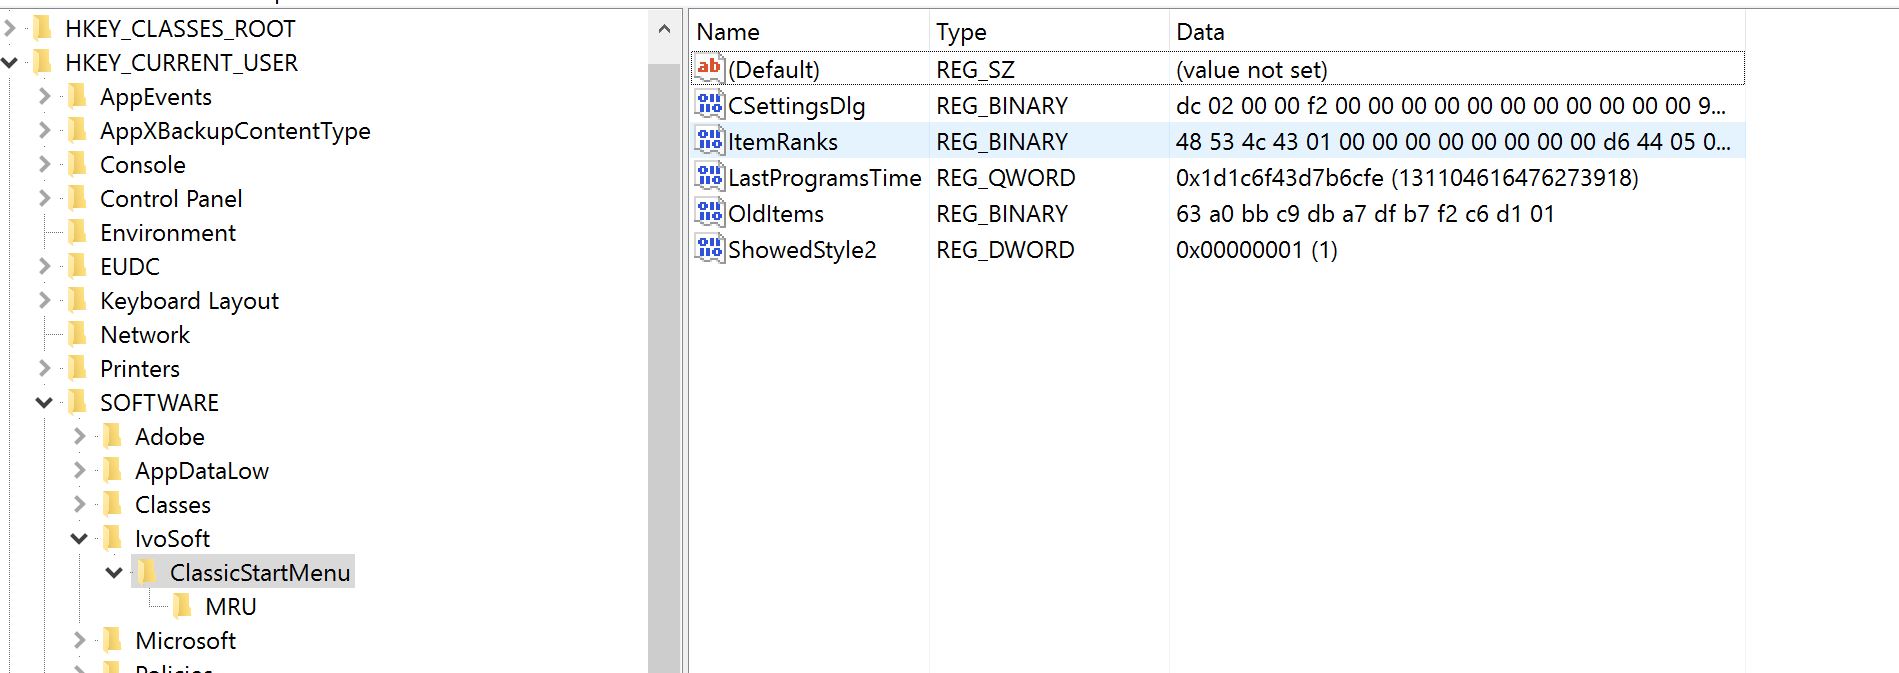 HKEY_CLASSES_ROOT
HKEY_CURRENT_USER
AppEvents
AppXBackupContentType
Console
Control Panel
Environment
EUDC
Keyboard Layout
Network
Printers
SOFTWARE
Adobe
AppDataLow
Classes
IvoSoft
ClassicStartMenu
MRU
Microsoft
Policies
Name Type Data
(Default) REG_SZ (value not set)
CSettingsDlg REG_BINARY dc 02 00 00 f2 00 00 00 00 00 00 00 00 00 00 00 9...
ItemRanks REG_BINARY 48 53 4c 43 01 00 00 00 00 00 00 00 00 d6 44 05 0...
LastProgramsTime REG_QWORD 0x1d1c6f43d7b6cfe (131104616476273918)
OldItems REG_BINARY 63 a0 bb c9 db a7 df b7 f2 c6 d1 01
ShowedStyle2 REG_DWORD 0x00000001 (1)